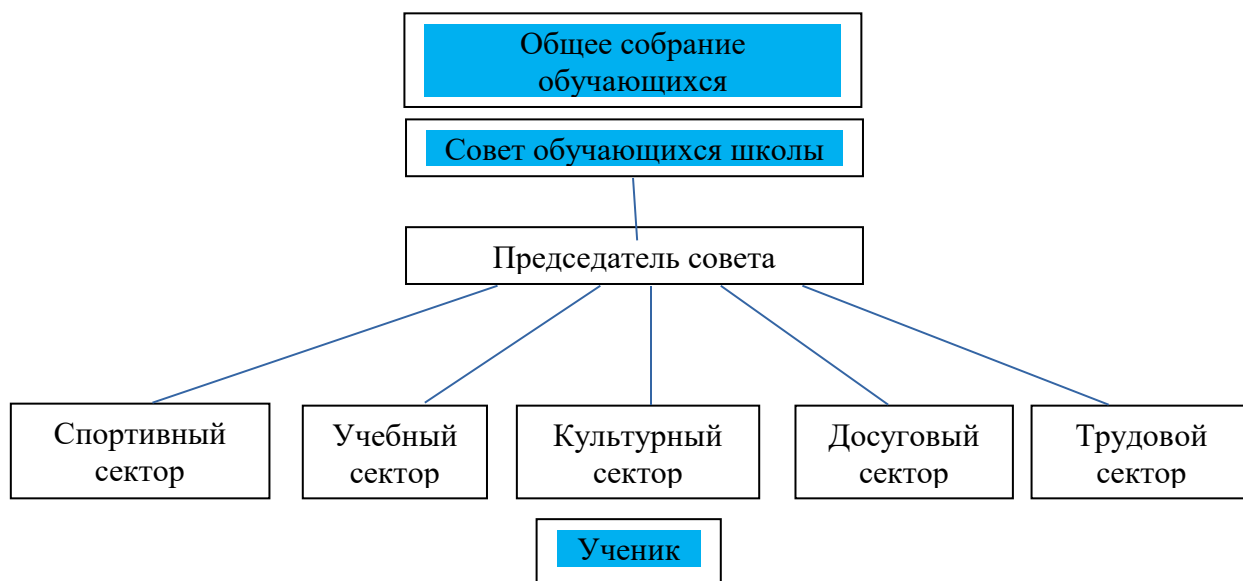 Общее собрание
обучающихся
Совет обучающихся школы
Председатель совета
Спортивный
сектор
Учебный
сектор
Культурный
сектор
Досуговый
сектор
Трудовой
сектор
Ученик